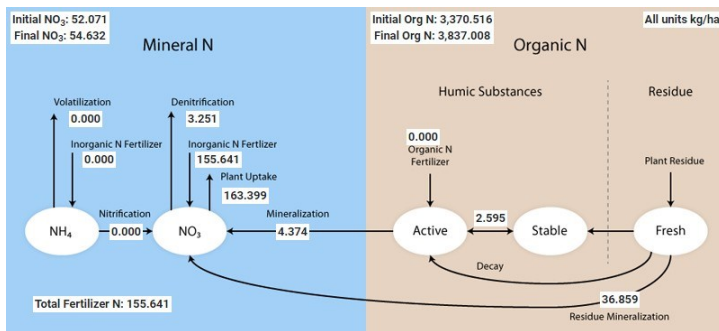 Initial NO3: 52.071
Final NO3: 54.632
Mineral N
Initial Org N: 3,370.516
Final Org N: 3,837.008
All units kg/ha
Organic N
Humic Substances
Residue
Volatilization
0.000
Denitrification
3.251
Inorganic N Fertilizer
0.000
Inorganic N Fertlizer
155.641
Plant Uptake
163.399
0.000
Organic N
Fertilizer
Plant Residue
NH4
Nitrification
0.000
NO3
Mineralization
4.374
Active
2.595
Stable
Fresh
Decay
36.859
Residue Mineralization
Total Fertilizer N: 155.641